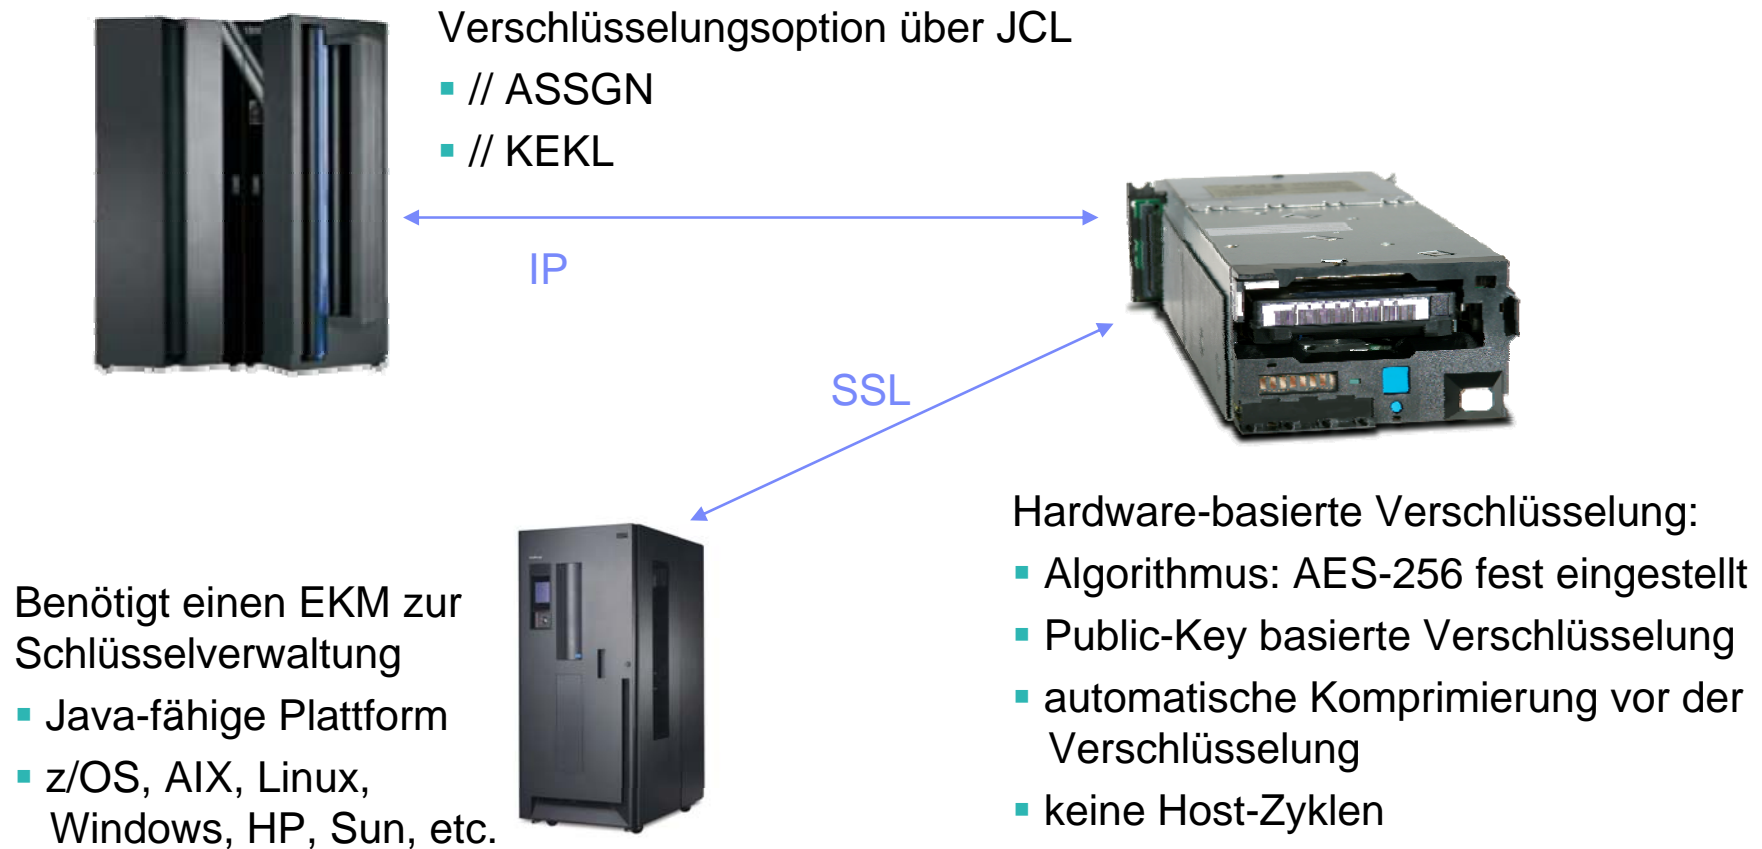 Verschlüsselungsoption über JCL
// ASSGN
// KEKL
IP
SSL
Hardware-basierte Verschlüsselung:
Algorithmus: AES-256 fest eingestellt
Public-Key basierte Verschlüsselung
automatische Komprimierung vor der
Verschlüsselung
keine Host-Zyklen
Benötigt einen EKM zur
Schlüsselverwaltung
Java-fähige Plattform
z/OS, AIX, Linux,
Windows, HP, Sun, etc.